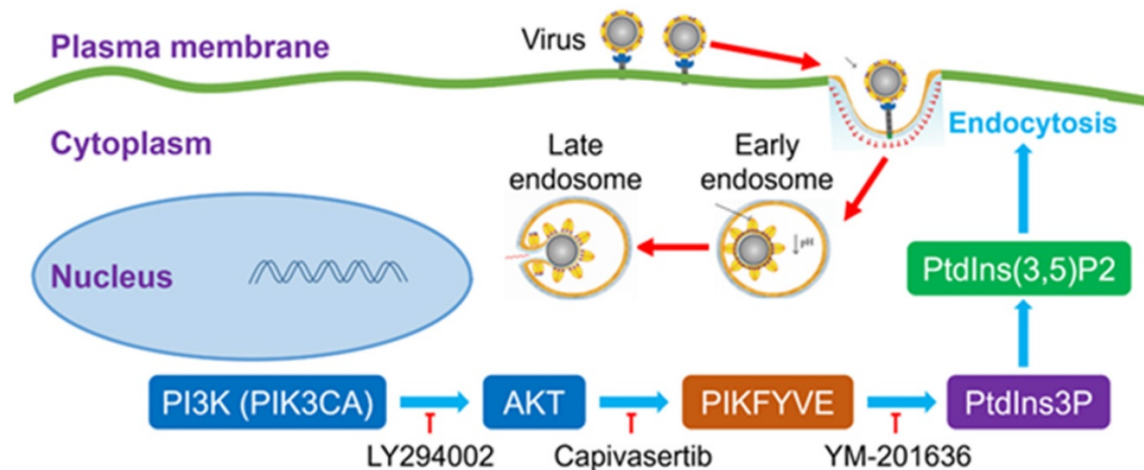 Plasma membrane
Virus
Cytoplasm
Endocytosis
Late
endosome
Early
endosome
pH
Nucleus
PtdIns(3,5)P2
PI3K (PIK3CA)
AKT
PIKFYVE
PtdIns3P
LY294002
Capivasertib
YM-201636